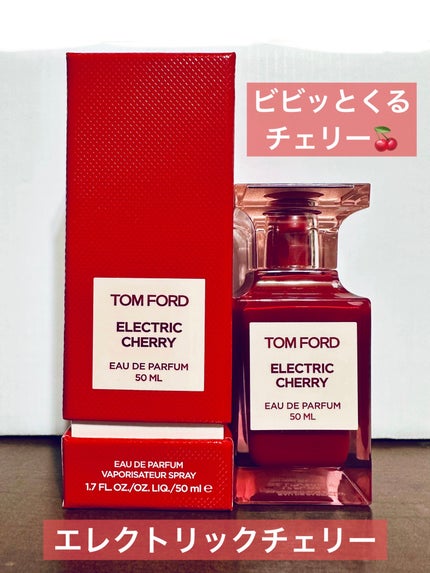 ビビッとくる
チェリー🍒
TOM FORD
ELECTRIC
CHERRY
EAU DE PARFUM
50 ML
EAU DE PARFUM
VAPORISATEUR SPRAY
1.7 FL. OZ./OZ. LIQ./50 ml ℮
TOM FORD
ELECTRIC
CHERRY
EAU DE PARFUM
50 ML
エレクトリックチェリー